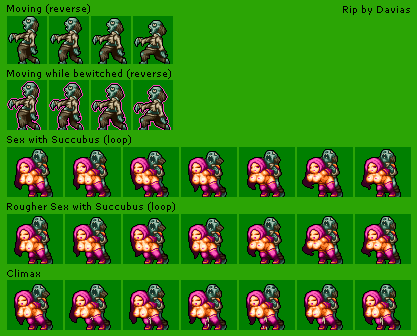 Moving (reverse)
Rip by Davias
Moving while bewitched (reverse)
Sex with Succubus (loop)
Rougher Sex with Succubus (loop)
Climax